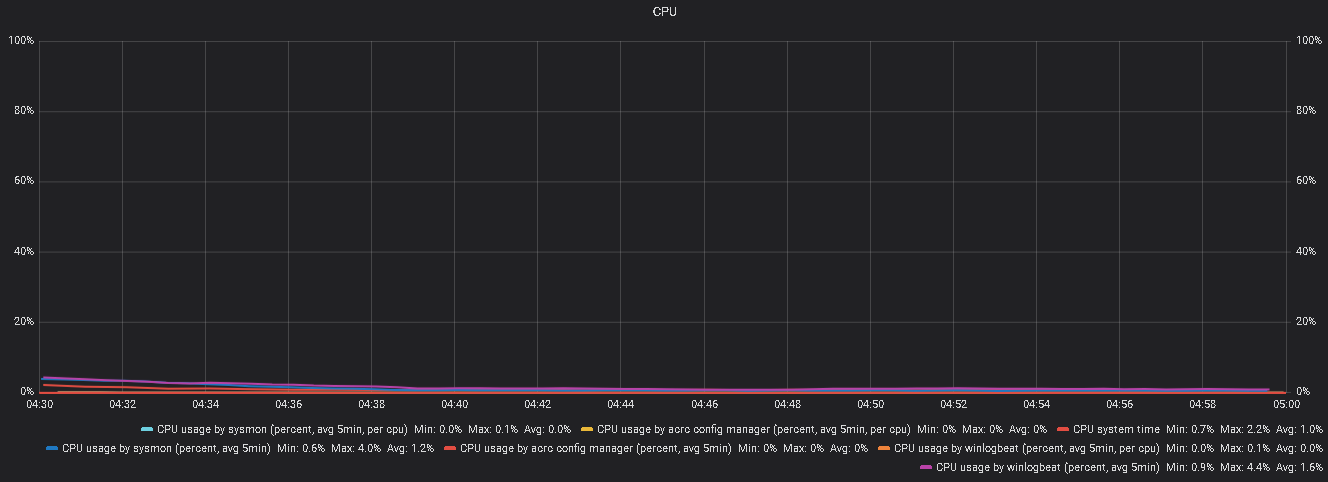 CPU
100% 100%
80% 80%
60% 60%
40% 40%
20% 20%
0% 0%
04:30 04:32 04:34 04:36 04:38 04:40 04:42 04:44 04:46 04:48 04:50 04:52 04:54 04:56 04:58 05:00
CPU usage by sysmon (percent, avg 5min, per cpu) Min: 0.0% Max: 0.1% Avg: 0.0% CPU usage by acrc config manager (percent, avg 5min, per cpu) Min: 0% Max: 0% Avg: 0% CPU system time Min: 0.7% Max: 2.2% Avg: 1.0%
CPU usage by sysmon (percent, avg 5min) Min: 0.6% Max: 4.0% Avg: 1.2% CPU usage by acrc config manager (percent, avg 5min) Min: 0% Max: 0% Avg: 0% CPU usage by winlogbeat (percent, avg 5min, per cpu) Min: 0.0% Max: 0.1% Avg: 0.0%
CPU usage by winlogbeat (percent, avg 5min) Min: 0.9% Max: 4.4% Avg: 1.6%